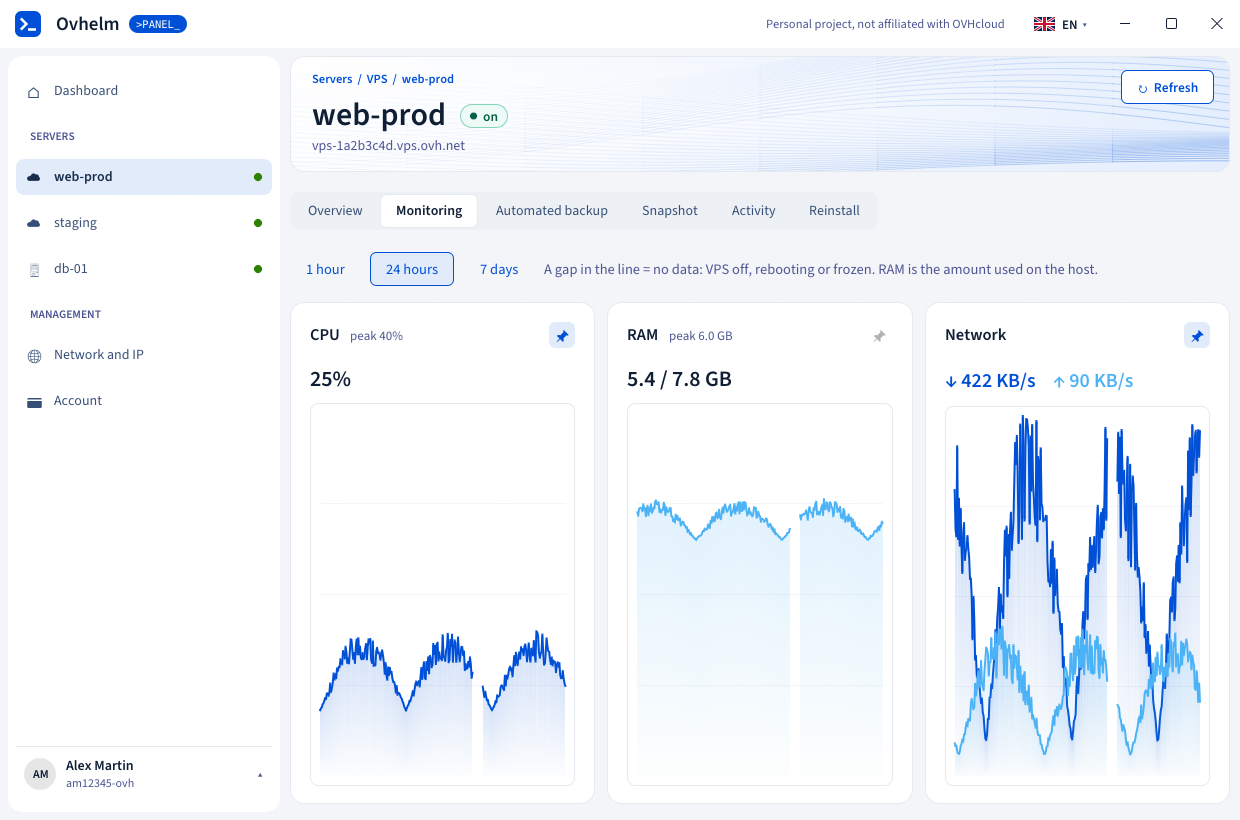 Ovhelm >PANEL_
Personal project, not affiliated with OVHcloud
EN
Dashboard
SERVERS
web-prod
staging
db-01
MANAGEMENT
Network and IP
Account
AM
Alex Martin
am12345-ovh
Servers / VPS / web-prod
web-prod
on
vps-1a2b3c4d.vps.ovh.net
Refresh
Overview Monitoring Automated backup Snapshot Activity Reinstall
1 hour 24 hours 7 days A gap in the line = no data: VPS off, rebooting or frozen. RAM is the amount used on the host.
CPU peak 40%
25%
RAM peak 6.0 GB
5.4 / 7.8 GB
Network
↓ 422 KB/s ↑ 90 KB/s